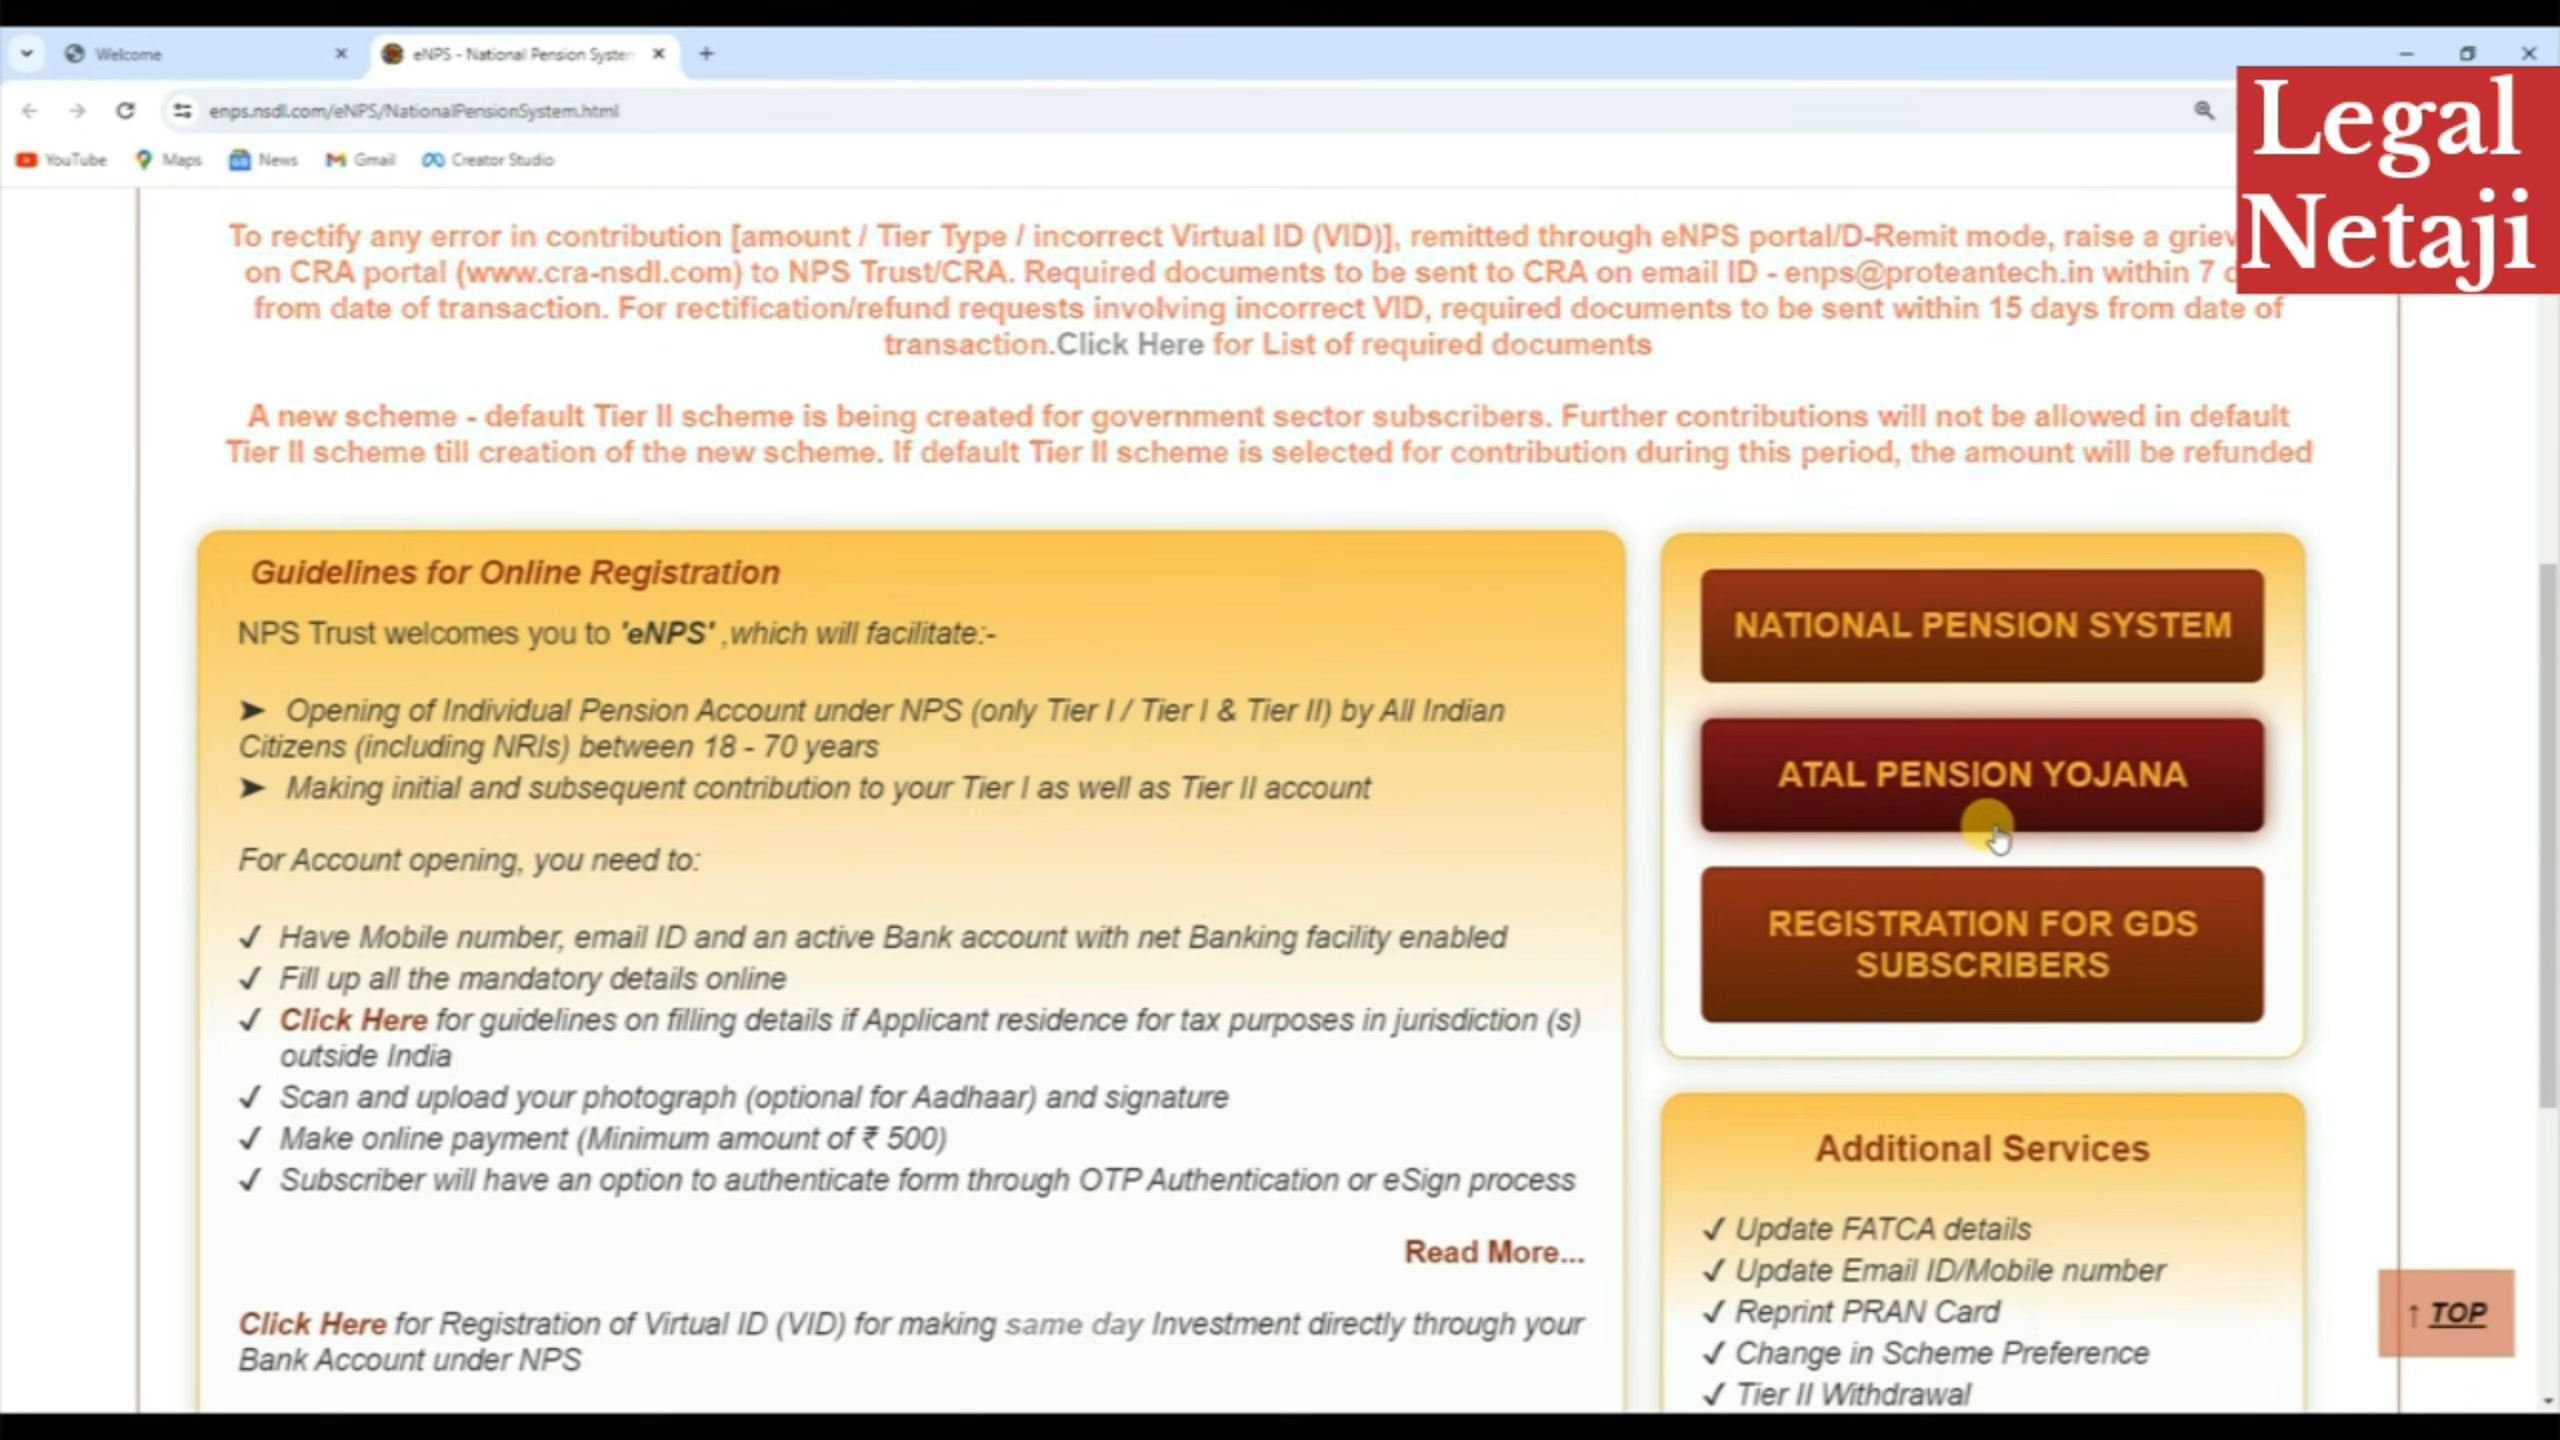 Welcome
eNPS - National Pension System
enps.nsdl.com/eNPS/NationalPensionSystem.html
YouTube
Maps
News
Gmail
Creator Studio
Legal
Netaji
To rectify any error in contribution [amount / Tier Type / incorrect Virtual ID (VID)], remitted through eNPS portal/D-Remit mode, raise a
on CRA portal (www.cra-nsdl.com) to NPS Trust/CRA. Required documents to be sent to CRA on email ID - enps@proteantech.in within 7
from date of transaction. For rectification/refund requests involving incorrect VID, required documents to be sent within 15 days from date of
transaction.Click Here for List of required documents
A new scheme - default Tier II scheme is being created for government sector subscribers. Further contributions will not be allowed in default
Tier II scheme till creation of the new scheme. If default Tier II scheme is selected for contribution during this period, the amount will be refunded
Guidelines for Online Registration
NPS Trust welcomes you to 'eNPS' ,which will facilitate:-
➤ Opening of Individual Pension Account under NPS (only Tier I / Tier I & Tier II) by All Indian
Citizens (including NRIs) between 18 - 70 years
➤ Making initial and subsequent contribution to your Tier I as well as Tier II account
For Account opening, you need to:
✓ Have Mobile number, email ID and an active Bank account with net Banking facility enabled
✓ Fill up all the mandatory details online
✓ Click Here for guidelines on filling details if Applicant residence for tax purposes in jurisdiction (s)
outside India
✓ Scan and upload your photograph (optional for Aadhaar) and signature
✓ Make online payment (Minimum amount of ₹ 500)
✓ Subscriber will have an option to authenticate form through OTP Authentication or eSign process
Read More...
Click Here for Registration of Virtual ID (VID) for making same day Investment directly through your
Bank Account under NPS
NATIONAL PENSION SYSTEM
ATAL PENSION YOJANA
REGISTRATION FOR GDS
SUBSCRIBERS
Additional Services
✓ Update FATCA details
✓ Update Email ID/Mobile number
✓ Reprint PRAN Card
✓ Change in Scheme Preference
✓ Tier II Withdrawal
↑ TOP